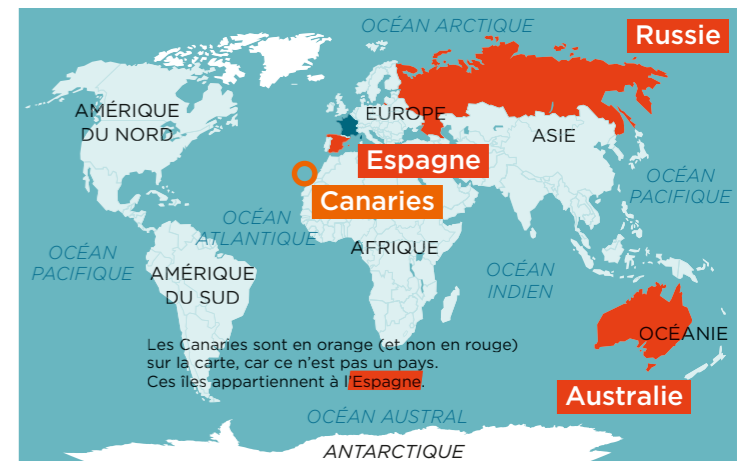 OCÉAN ARCTIQUE
Russie
AMÉRIQUE
DU NORD
EUROPE
ASIE
Espagne
Canaries
OCÉAN
PACIFIQUE
OCÉAN
ATLANTIQUE
AFRIQUE
OCÉAN
PACIFIQUE
AMÉRIQUE
DU SUD
OCÉAN
INDIEN
OCÉANIE
Les Canaries sont en orange (et non en rouge)
sur la carte, car ce n’est pas un pays.
Ces îles appartiennent à l’Espagne.
Australie
OCÉAN AUSTRAL
ANTARCTIQUE